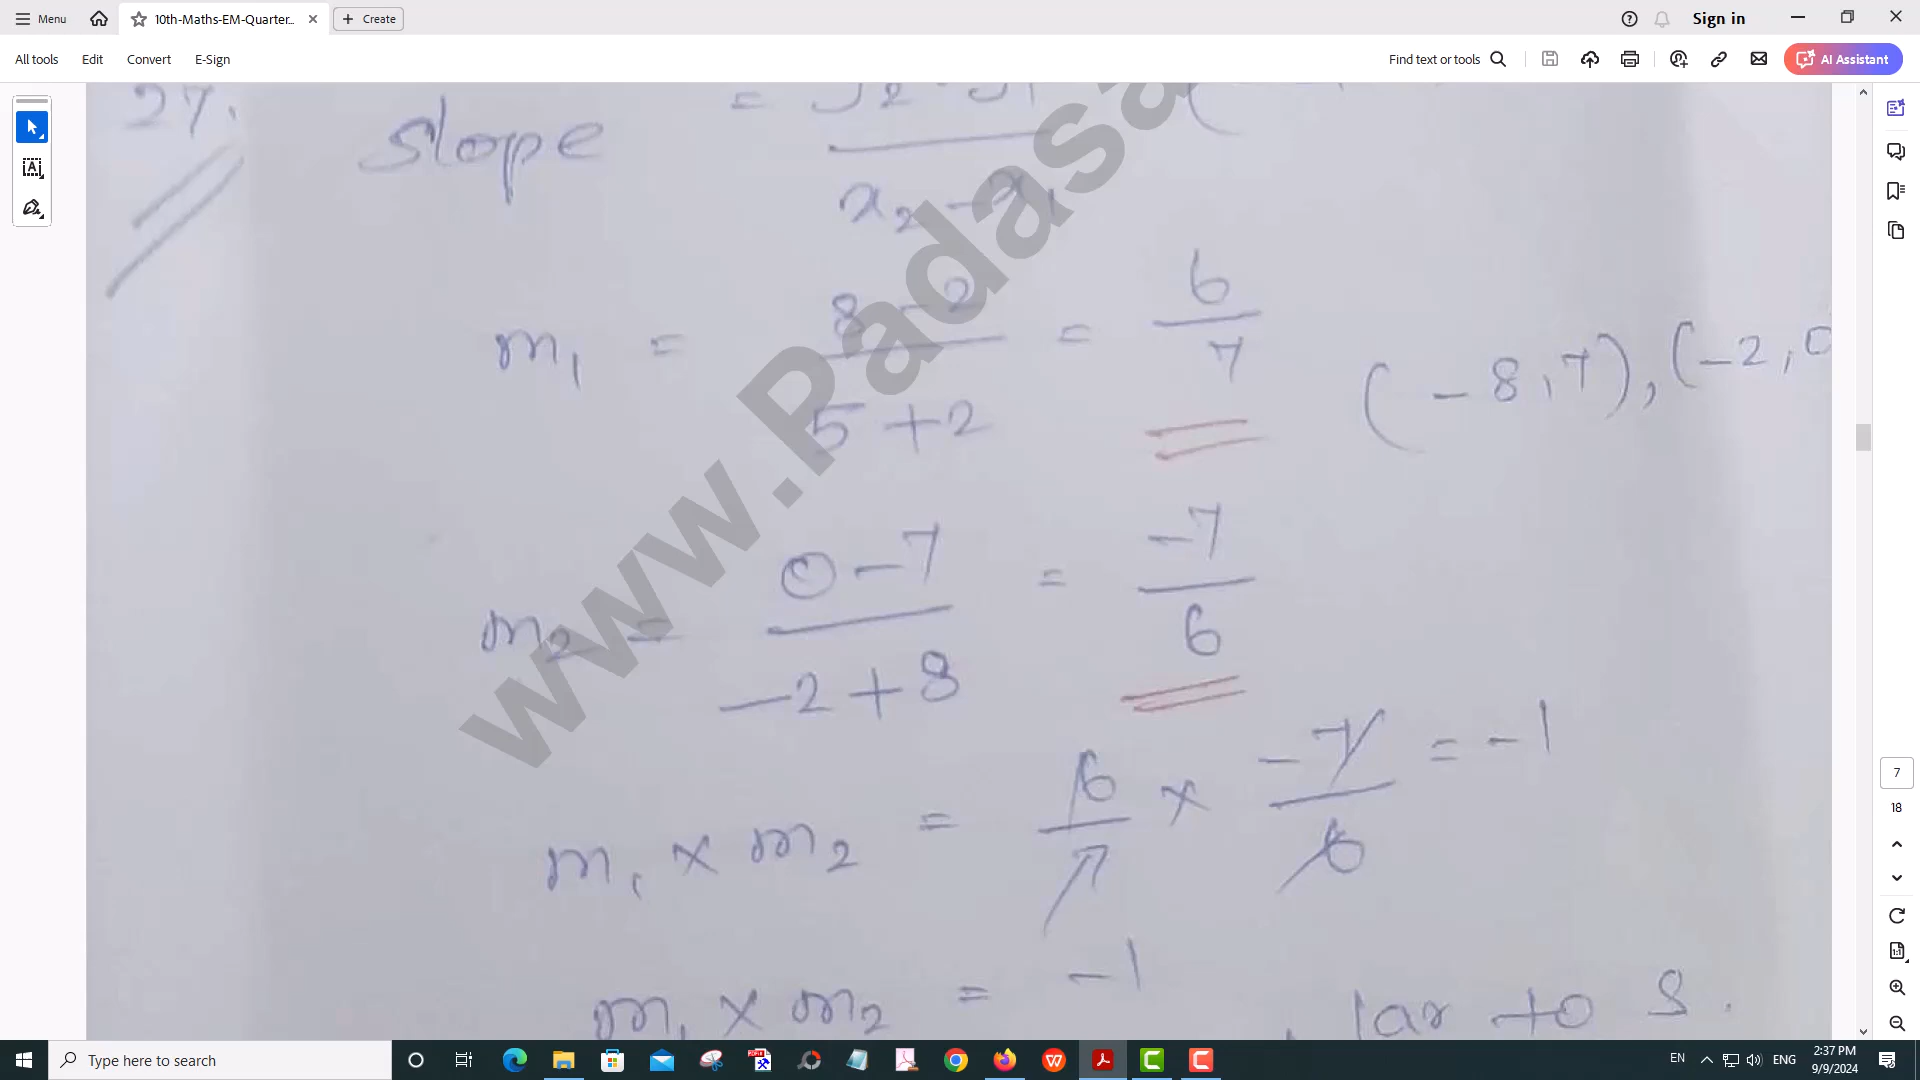 Menu 10th-Maths-EM-Quarter... Create Sign in
All tools Edit Convert E-Sign Find text or tools AI Assistant
27.
Slope = y2 - y1 / x2 - x1
m1 = 8 - 2 / 5 + 2 = 6 / 7
(-8,7), (-2,0
m2 = 0 - 7 / -2 + 8 = -7 / 6
m1 × m2 = 6 / 7 × -7 / 6 = -1
m1 × m2 = -1
lar to S.
www.Padasa
7
18
Type here to search
EN ENG 2:37 PM
9/9/2024